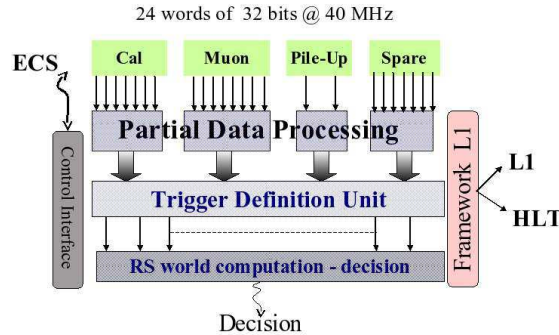 24 words of 32 bits @ 40 MHz
ECS
Cal
Muon
Pile-Up
Spare
Partial Data Processing
Control Interface
Trigger Definition Unit
Framework L1
L1
HLT
RS world computation - decision
Decision